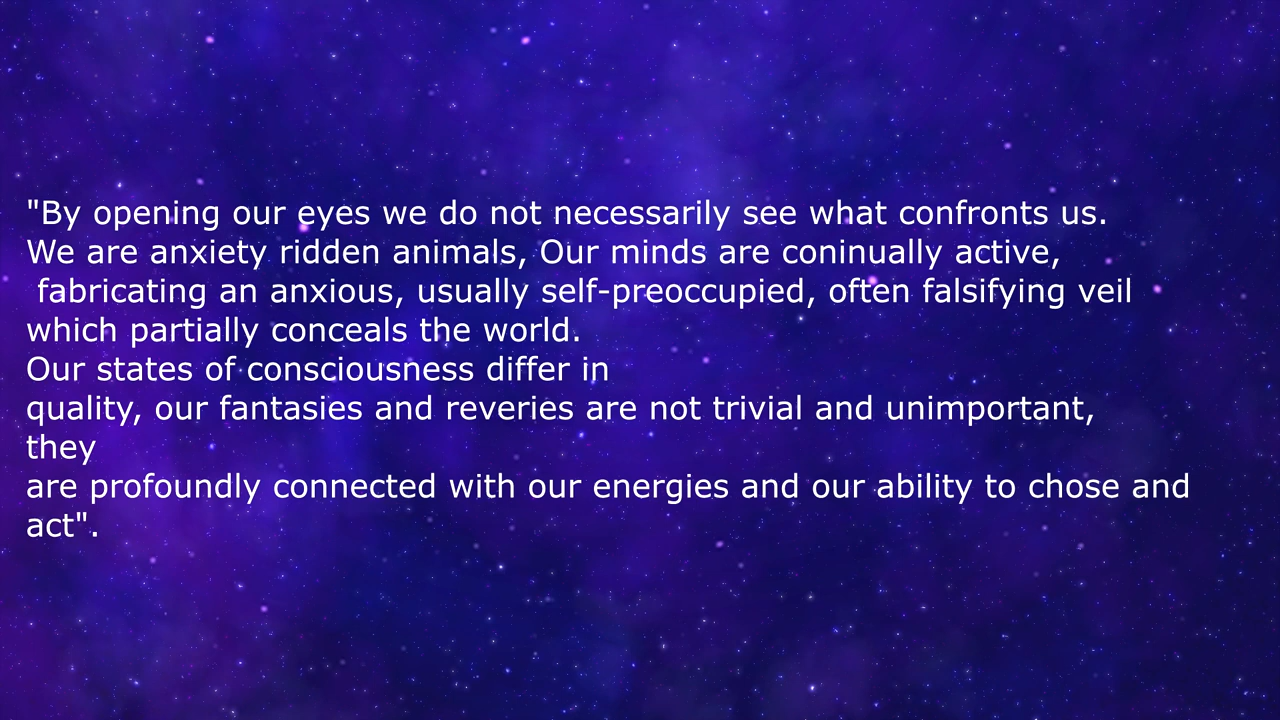 "By opening our eyes we do not necessarily see what confronts us.
We are anxiety ridden animals, Our minds are coninually active,
fabricating an anxious, usually self-preoccupied, often falsifying veil
which partially conceals the world.
Our states of consciousness differ in
quality, our fantasies and reveries are not trivial and unimportant,
they
are profoundly connected with our energies and our ability to chose and
act".